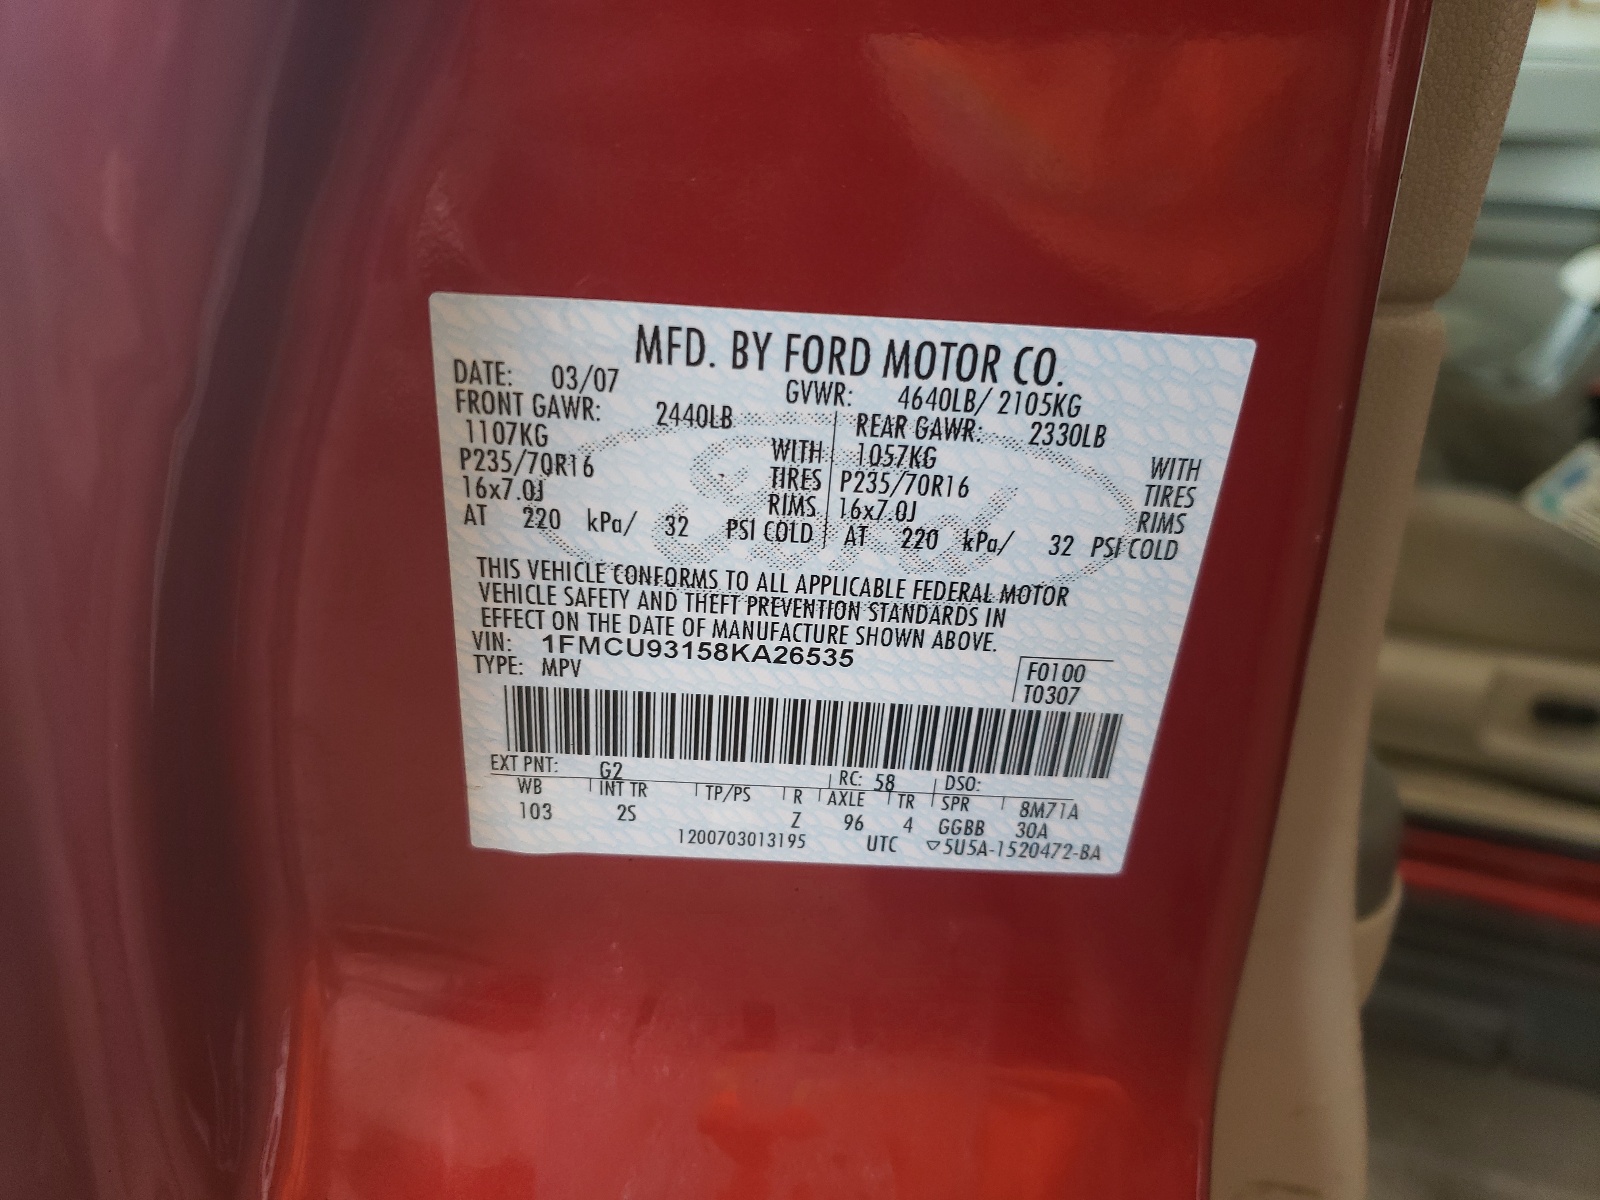 MFD. BY FORD MOTOR CO.
DATE: 03/07 GVWR: 4640LB/ 2105KG
FRONT GAWR: 2440LB REAR GAWR: 2330LB
1107KG WITH 1057KG WITH
P235/70R16 TIRES P235/70R16 TIRES
16x7.0J RIMS 16x7.0J RIMS
AT 220 kPa/ 32 PSI COLD AT 220 kPa/ 32 PSI COLD
THIS VEHICLE CONFORMS TO ALL APPLICABLE FEDERAL MOTOR
VEHICLE SAFETY AND THEFT PREVENTION STANDARDS IN
EFFECT ON THE DATE OF MANUFACTURE SHOWN ABOVE.
VIN: 1FMCU93158KA26535
TYPE: MPV
F0100
T0307
EXT PNT: G2 RC: 58 DSO:
WB INT TR TP/PS R AXLE TR SPR 8M71A
103 2S Z 96 4 GGBB 30A
1200703013195 UTC ▽5U5A-1520472-BA